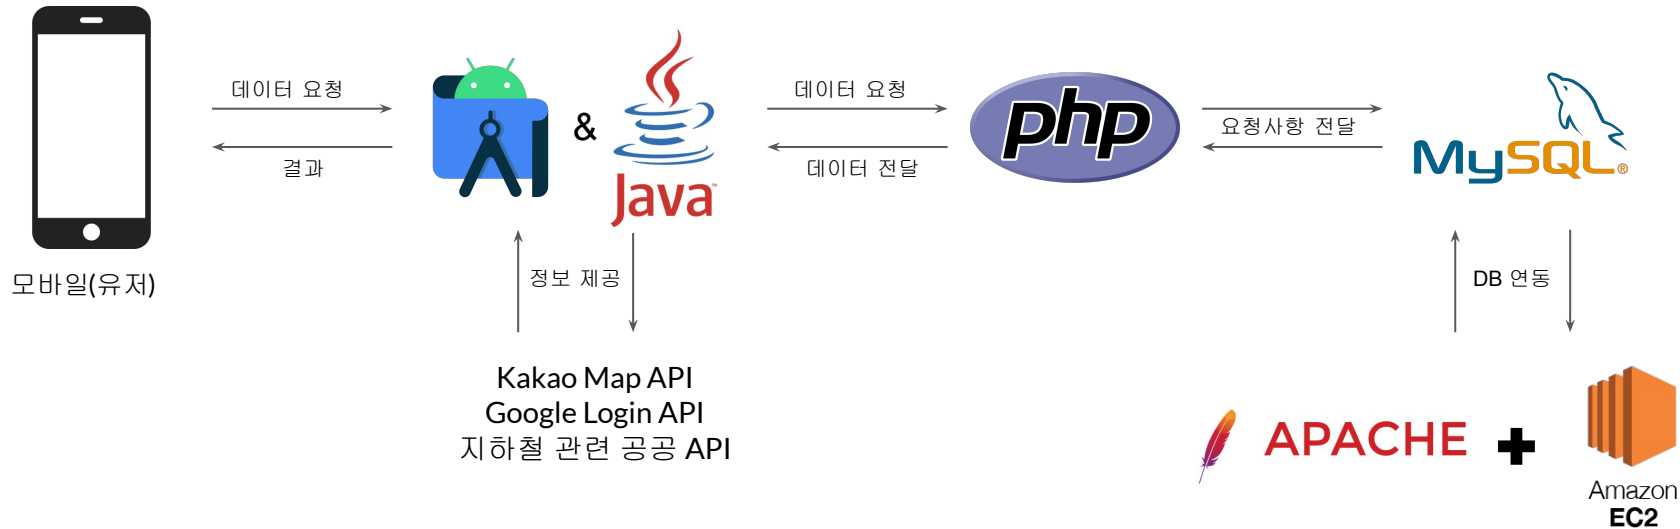 데이터 요청
결과
모바일(유저)
&
Java™
데이터 요청
데이터 전달
php
요청사항 전달
MySQL®
정보 제공
DB 연동
Kakao Map API
Google Login API
지하철 관련 공공 API
APACHE
Amazon
EC2